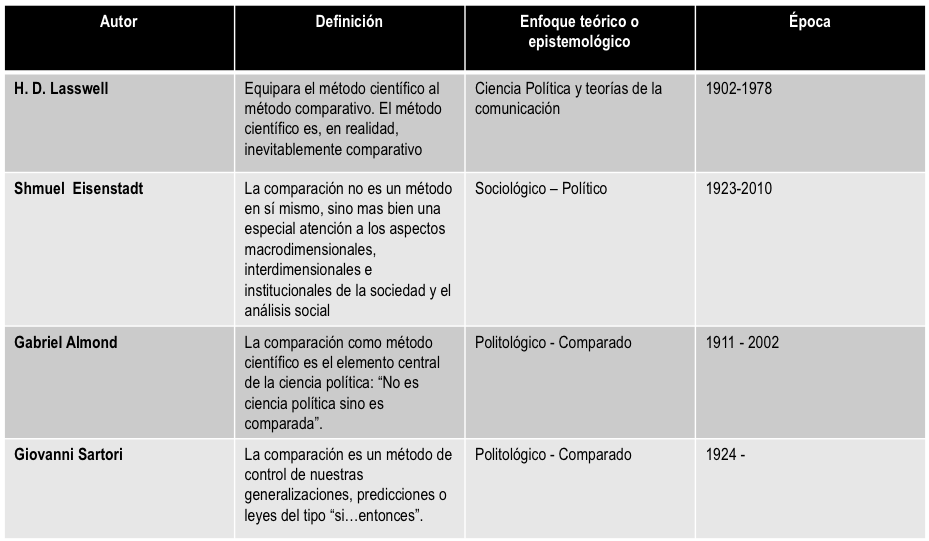 Autor
Definición
Enfoque teórico o
epistemológico
Época
H. D. Lasswell
Equipara el método científico al
método comparativo. El método
científico es, en realidad,
inevitablemente comparativo
Ciencia Política y teorías de la
comunicación
1902-1978
Shmuel  Eisenstadt
La comparación no es un método
en sí mismo, sino mas bien una
especial atención a los aspectos
macrodimensionales,
interdimensionales e
institucionales de la sociedad y el
análisis social
Sociológico – Político
1923-2010
Gabriel Almond
La comparación como método
científico es el elemento central
de la ciencia política: “No es
ciencia política sino es
comparada”.
Politológico - Comparado
1911 - 2002
Giovanni Sartori
La comparación es un método de
control de nuestras
generalizaciones, predicciones o
leyes del tipo “si…entonces”.
Politológico - Comparado
1924 -